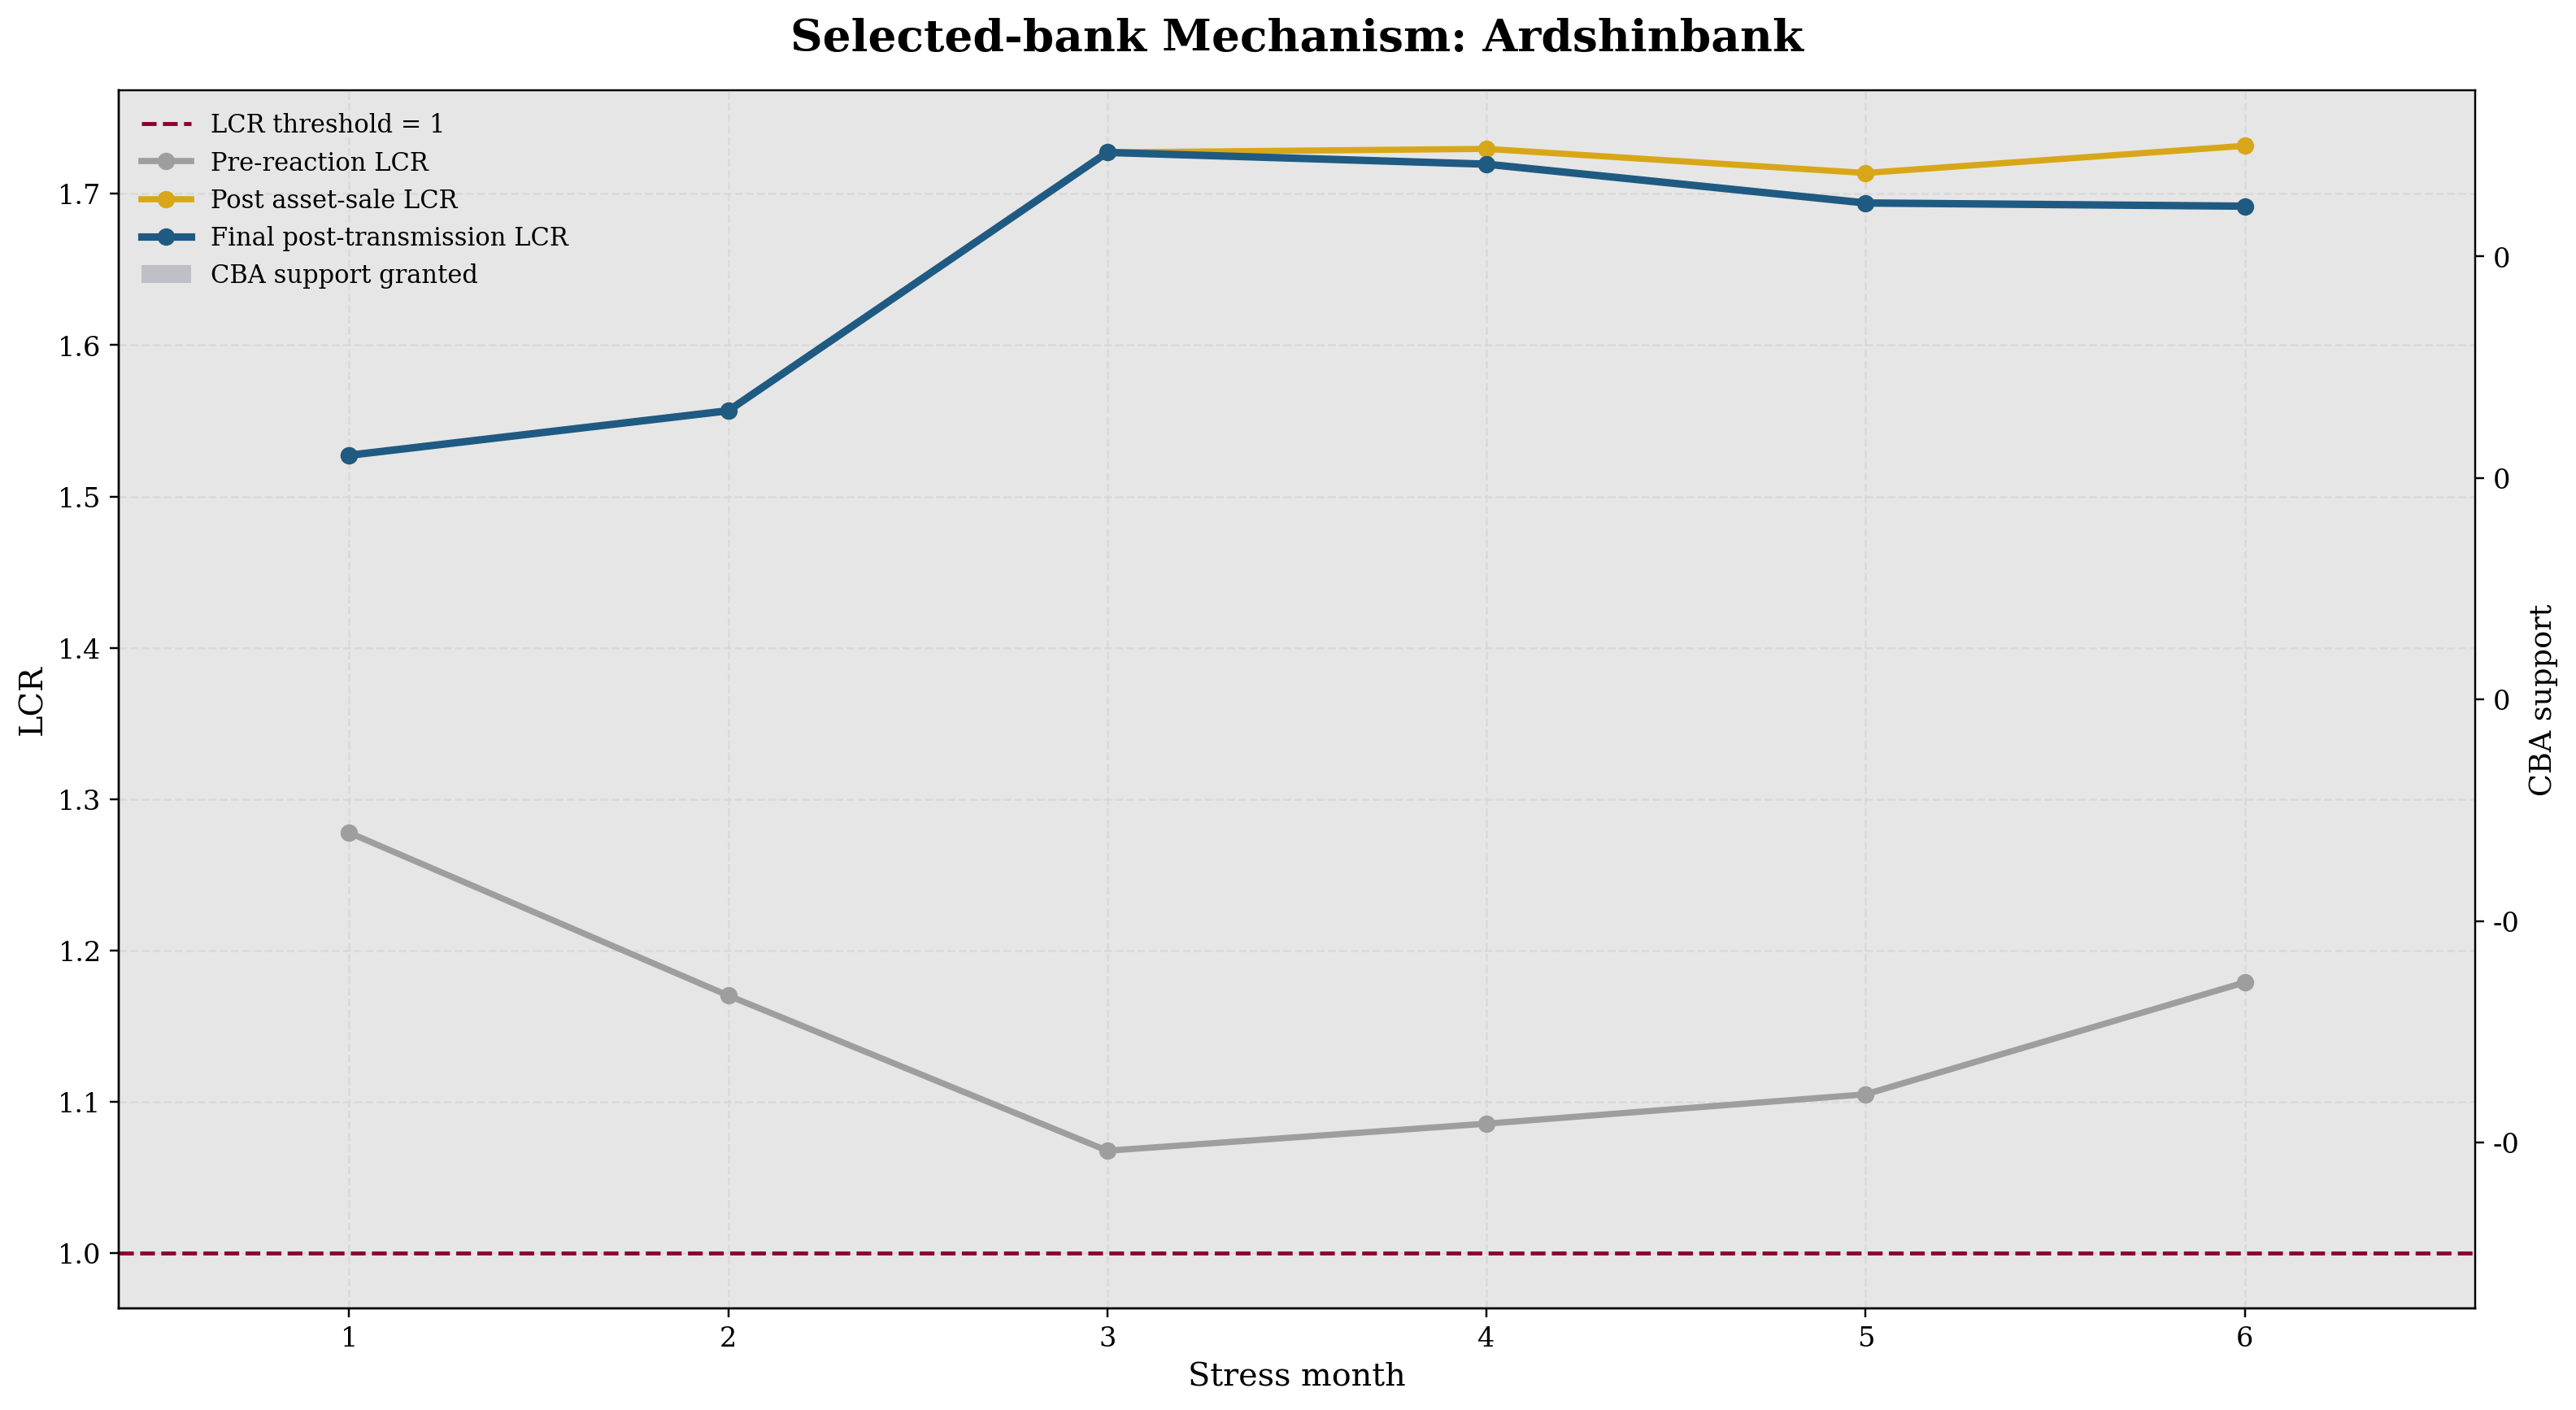 Selected-bank Mechanism: Ardshinbank
LCR threshold = 1
Pre-reaction LCR
Post asset-sale LCR
Final post-transmission LCR
CBA support granted
1.7
1.6
1.5
1.4
1.3
1.2
1.1
1.0
LCR
0
0
0
-0
-0
CBA support
1 2 3 4 5 6
Stress month